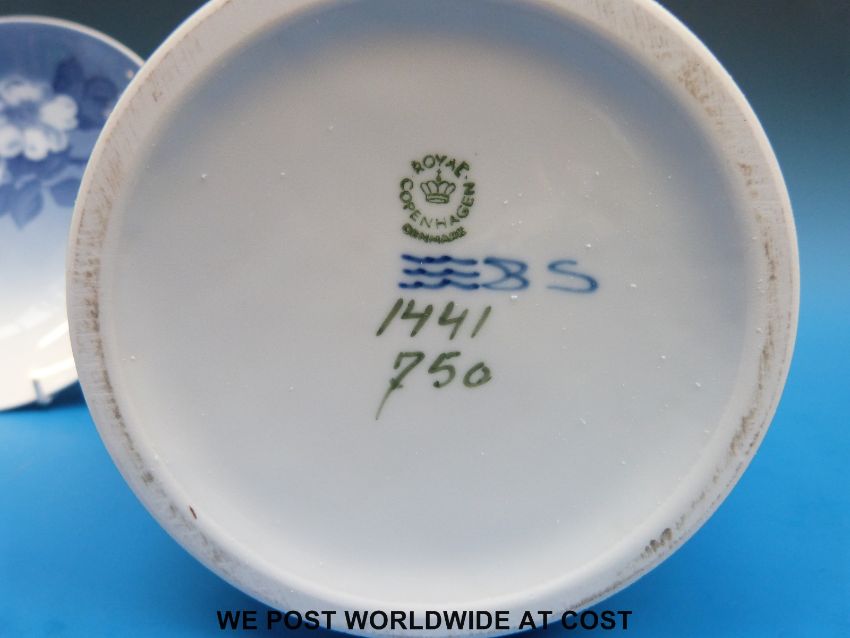 ROYAL
COPENHAGEN
DENMARK
BS
1441
750
WE POST WORLDWIDE AT COST